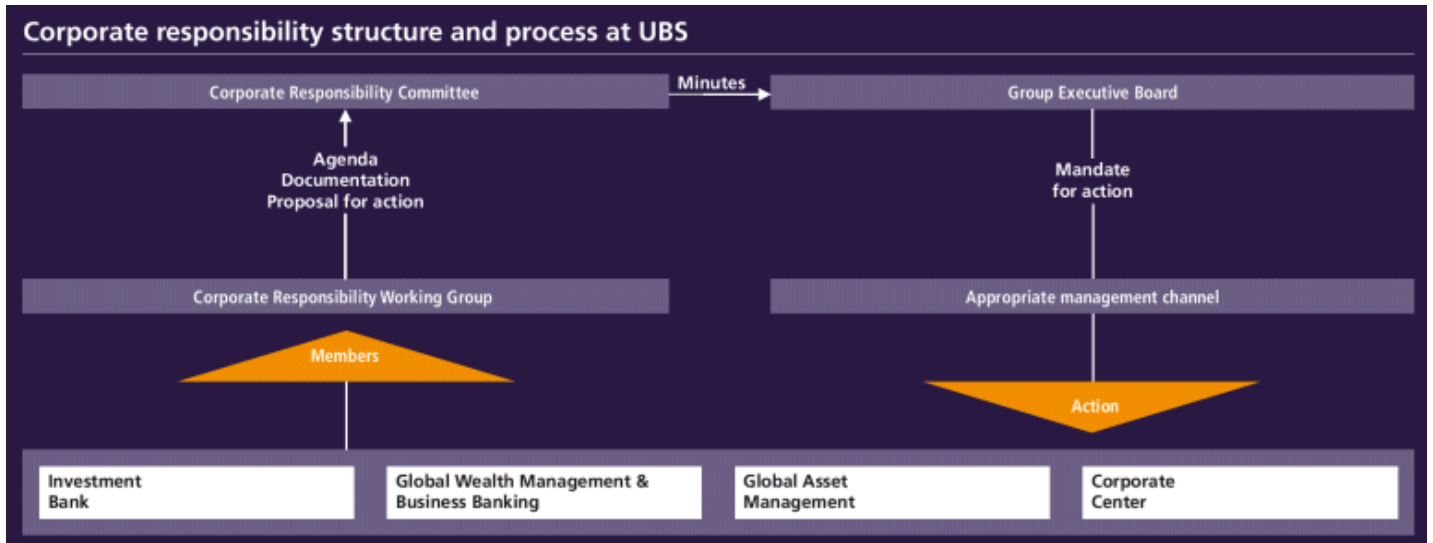 Corporate responsibility structure and process at UBS
Corporate Responsibility Committee
Minutes
Group Executive Board
Agenda
Documentation
Proposal for action
Mandate
for action
Corporate Responsibility Working Group
Appropriate management channel
Members
Action
Investment
Bank
Global Wealth Management &
Business Banking
Global Asset
Management
Corporate
Center